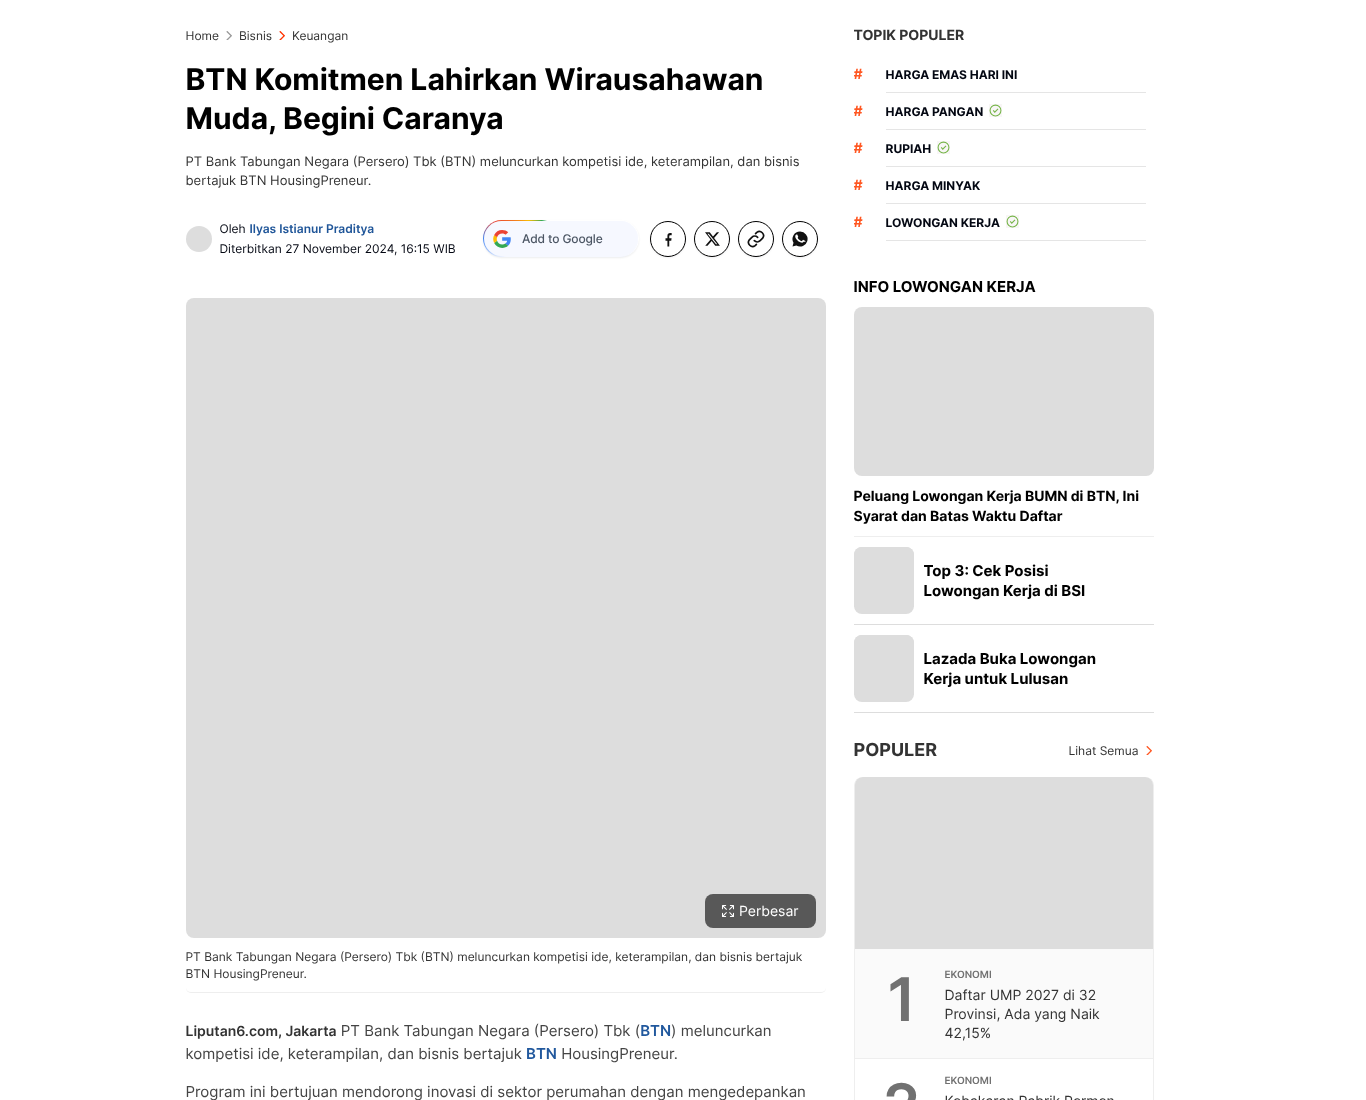 Home
Bisnis
Keuangan
BTN Komitmen Lahirkan Wirausahawan
Muda, Begini Caranya
PT Bank Tabungan Negara (Persero) Tbk (BTN) meluncurkan kompetisi ide, keterampilan, dan bisnis
bertajuk BTN HousingPreneur.
Oleh Ilyas Istianur Praditya
Diterbitkan 27 November 2024, 16:15 WIB
Add to Google
Perbesar
PT Bank Tabungan Negara (Persero) Tbk (BTN) meluncurkan kompetisi ide, keterampilan, dan bisnis bertajuk
BTN HousingPreneur.
Liputan6.com, Jakarta PT Bank Tabungan Negara (Persero) Tbk (BTN) meluncurkan
kompetisi ide, keterampilan, dan bisnis bertajuk BTN HousingPreneur.
Program ini bertujuan mendorong inovasi di sektor perumahan dengan mengedepankan
TOPIK POPULER
# HARGA EMAS HARI INI
# HARGA PANGAN
# RUPIAH
# HARGA MINYAK
# LOWONGAN KERJA
INFO LOWONGAN KERJA
Peluang Lowongan Kerja BUMN di BTN, Ini
Syarat dan Batas Waktu Daftar
Top 3: Cek Posisi
Lowongan Kerja di BSI
Lazada Buka Lowongan
Kerja untuk Lulusan
POPULER
Lihat Semua
1
EKONOMI
Daftar UMP 2027 di 32
Provinsi, Ada yang Naik
42,15%
2
EKONOMI
Kebakaran Pabrik Permen